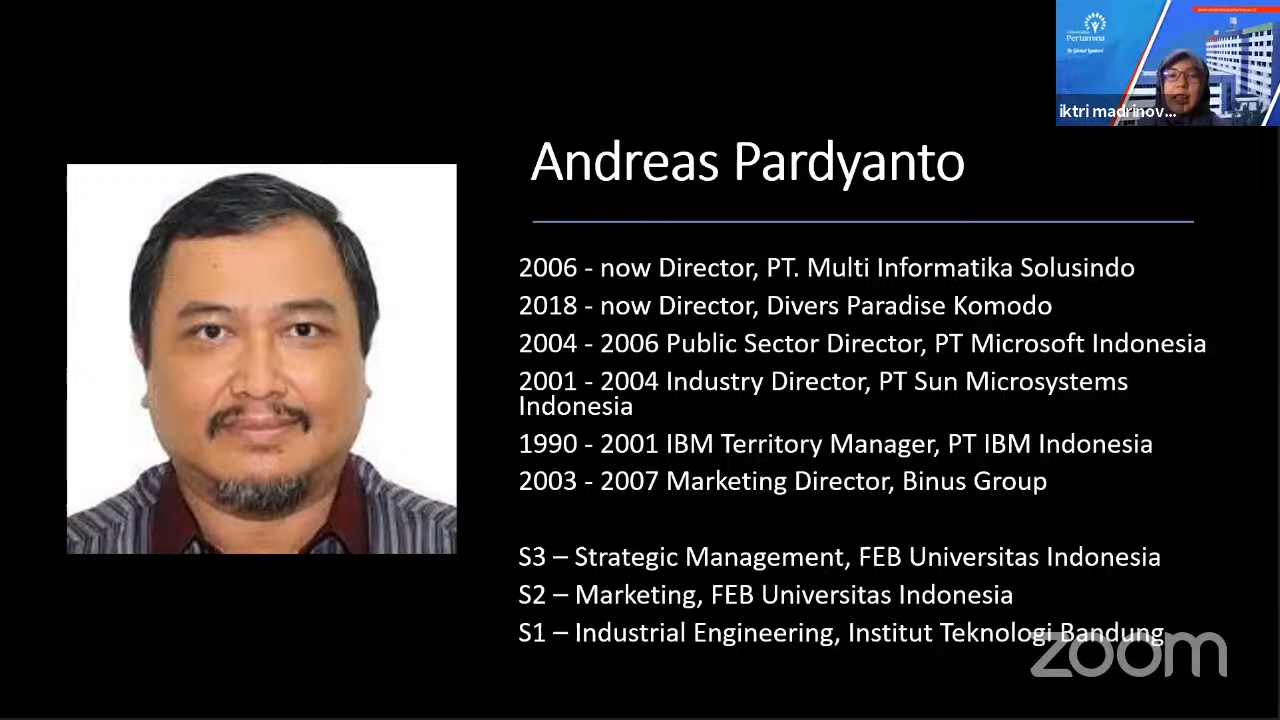 Universitas
Pertamina
iktri madrinov...
Andreas Pardyanto
2006 - now Director, PT. Multi Informatika Solusindo
2018 - now Director, Divers Paradise Komodo
2004 - 2006 Public Sector Director, PT Microsoft Indonesia
2001 - 2004 Industry Director, PT Sun Microsystems
Indonesia
1990 - 2001 IBM Territory Manager, PT IBM Indonesia
2003 - 2007 Marketing Director, Binus Group
S3 – Strategic Management, FEB Universitas Indonesia
S2 – Marketing, FEB Universitas Indonesia
S1 – Industrial Engineering, Institut Teknologi Bandung
zoom